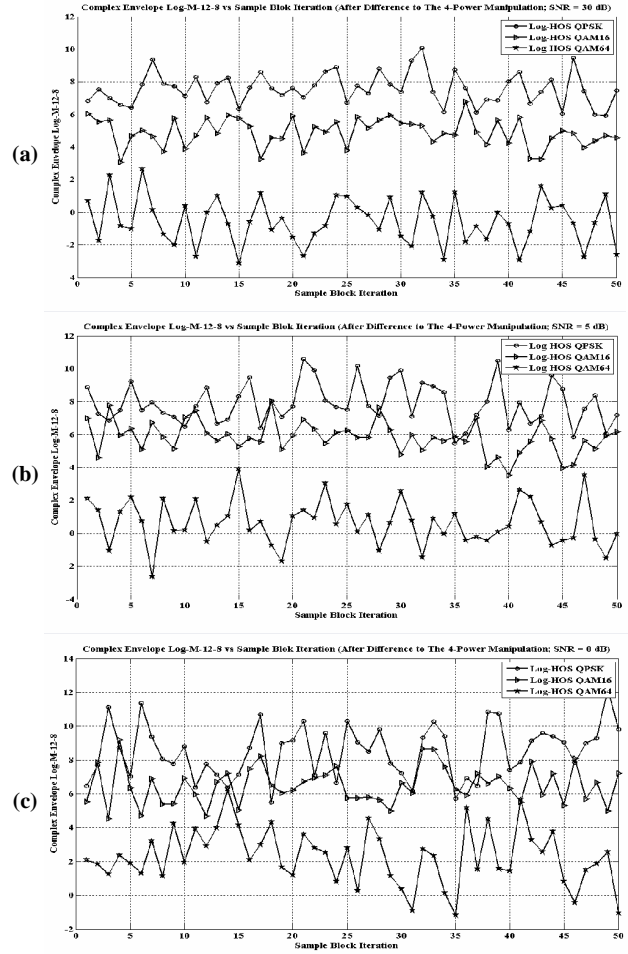 Complex Envelope Log-M-12-8 vs Sample Block Iteration (After Difference to The 4-Power Manipulation; SNR = 30 dB)
12
10
8
6
4
2
0
-2
4
Complex Envelope Log-M-12-8
Log-HOS QPSK
Log-HOS QAM16
Log HOS QAM64
(a)
0 5 10 15 20 25 30 35 40 45 50
Sample Block Iteration
Complex Envelope Log-M-12-8 vs Sample Blok Iteration (After Difference to The 4-Power Manipulation; SNR = 5 dB)
12
10
8
6
4
2
0
-2
-4
Complex Envelope Log-M-12-8
Log HOS QPSK
Log HOS QAM16
Log HOS QAM64
(b)
0 5 10 15 20 25 30 35 40 45 50
Sample Block Iteration
Complex Envelope Log-M-12-8 vs Sample Blok Iteration (After Difference to The 4-Power Manipulation; SNR = 0 dB)
14
12
10
8
6
4
2
0
-2
Complex Envelope Log-M-12-8
Log-HOS QPSK
Log-HOS QAM16
Log-HOS QAM64
(c)
0 5 10 15 20 25 30 35 40 45 50
Sample Block Iteration